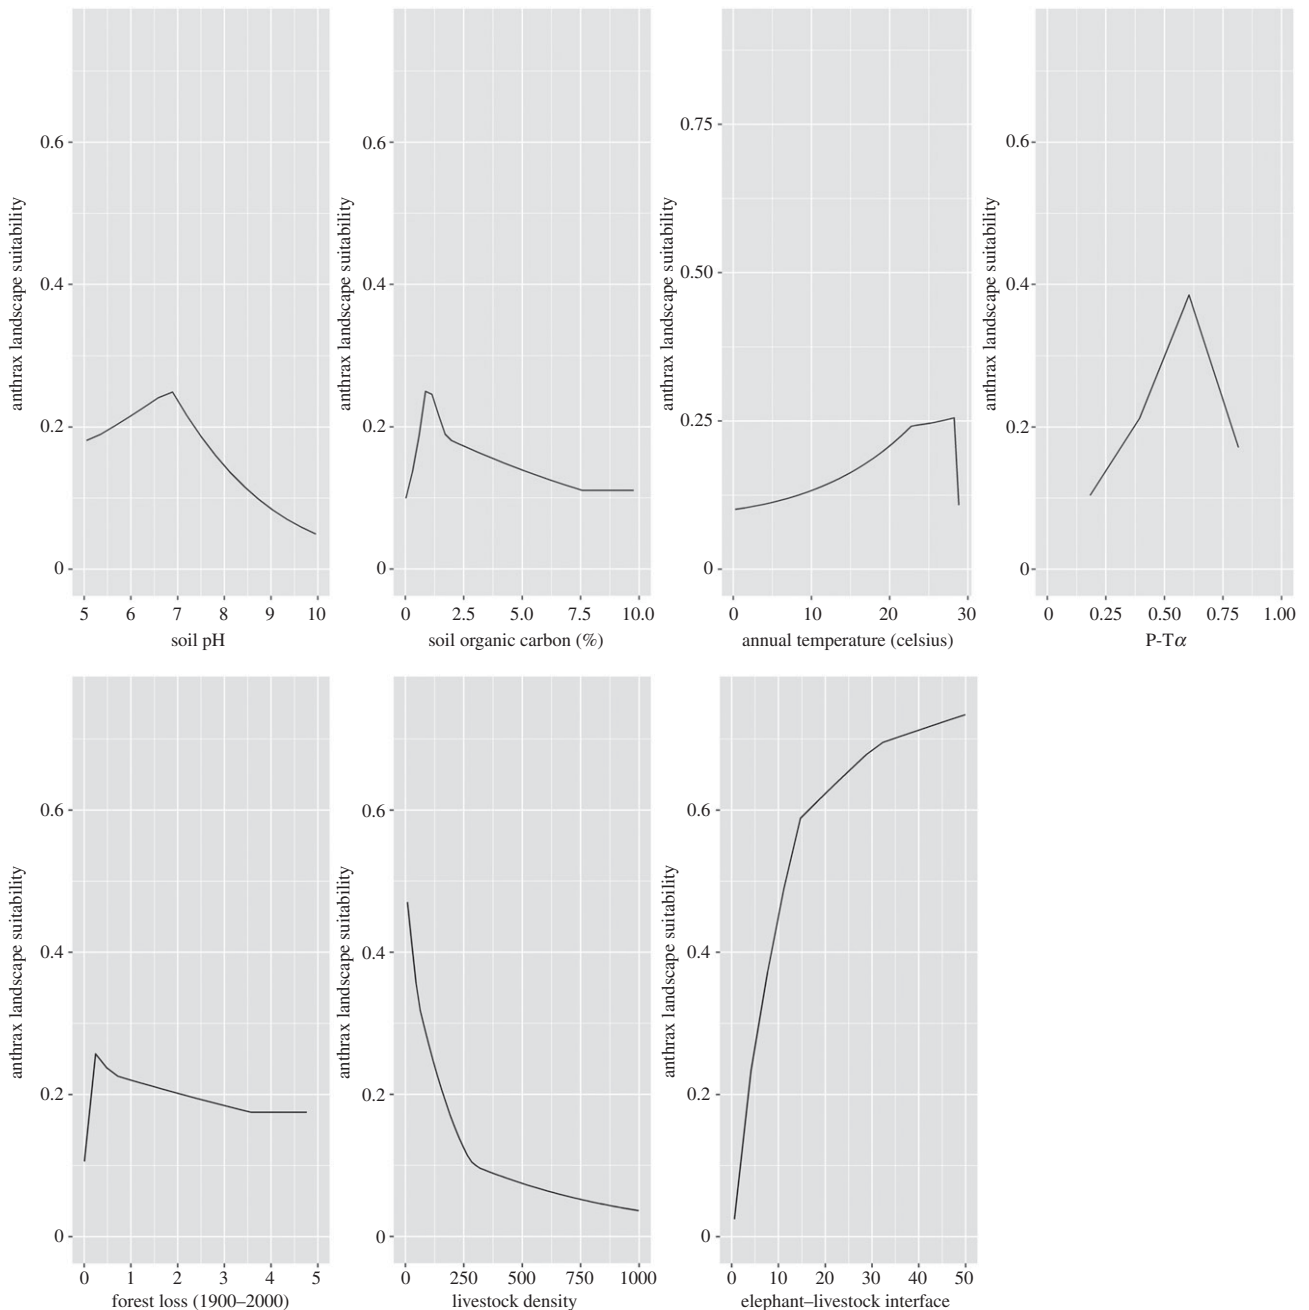 anthrax landscape suitability
0.6
0.4
0.2
0
5 6 7 8 9 10
soil pH
anthrax landscape suitability
0.6
0.4
0.2
0
0 2.5 5.0 7.5 10.0
soil organic carbon (%)
anthrax landscape suitability
0.75
0.50
0.25
0
0 10 20 30
annual temperature (celsius)
anthrax landscape suitability
0.6
0.4
0.2
0
0 0.25 0.50 0.75 1.00
P-Tα
anthrax landscape suitability
0.6
0.4
0.2
0
0 1 2 3 4 5
forest loss (1900–2000)
anthrax landscape suitability
0.6
0.4
0.2
0
0 250 500 750 1000
livestock density
anthrax landscape suitability
0.6
0.4
0.2
0
0 10 20 30 40 50
elephant–livestock interface